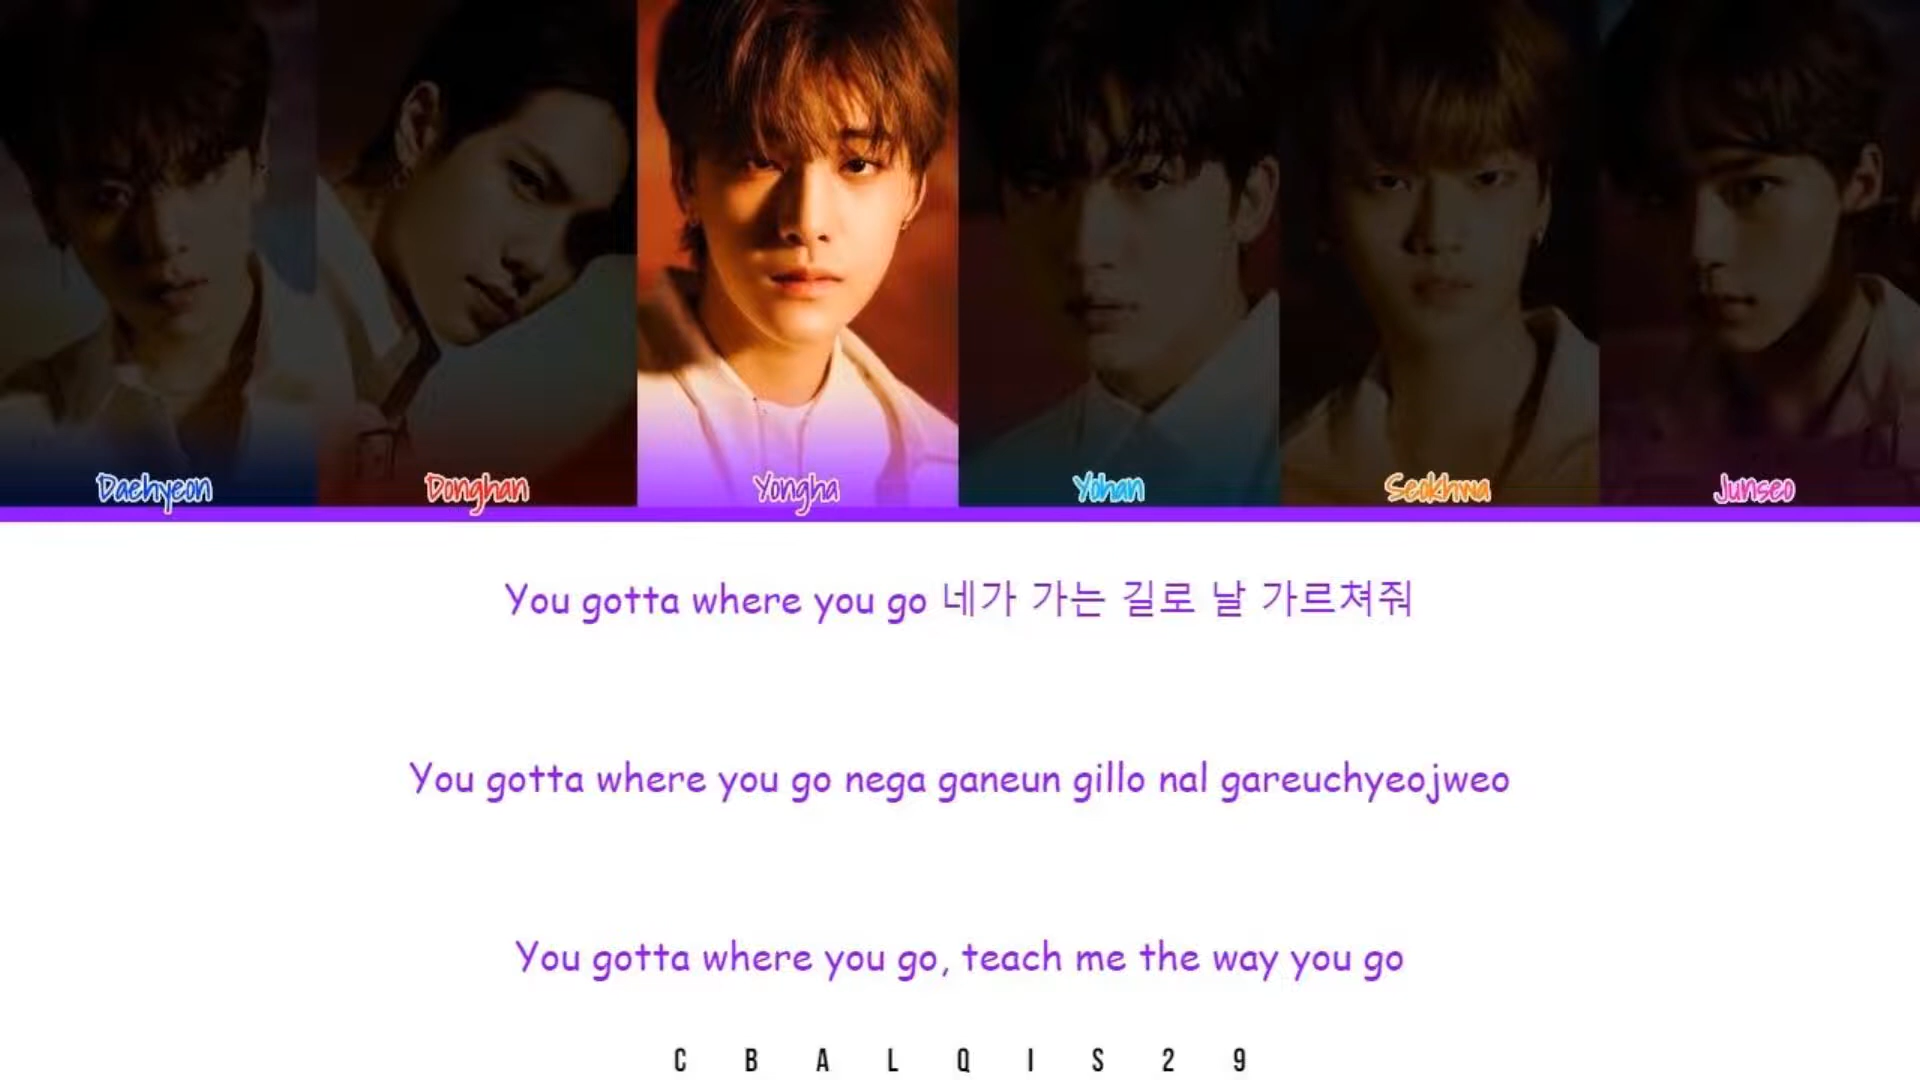 Daehyeon Donghan Yongha Yohan Seokhwa Junseo
You gotta where you go 네가 가는 길로 날 가르쳐줘
You gotta where you go nega ganeun gillo nal gareuchyeojweo
You gotta where you go, teach me the way you go
CBALQIS29